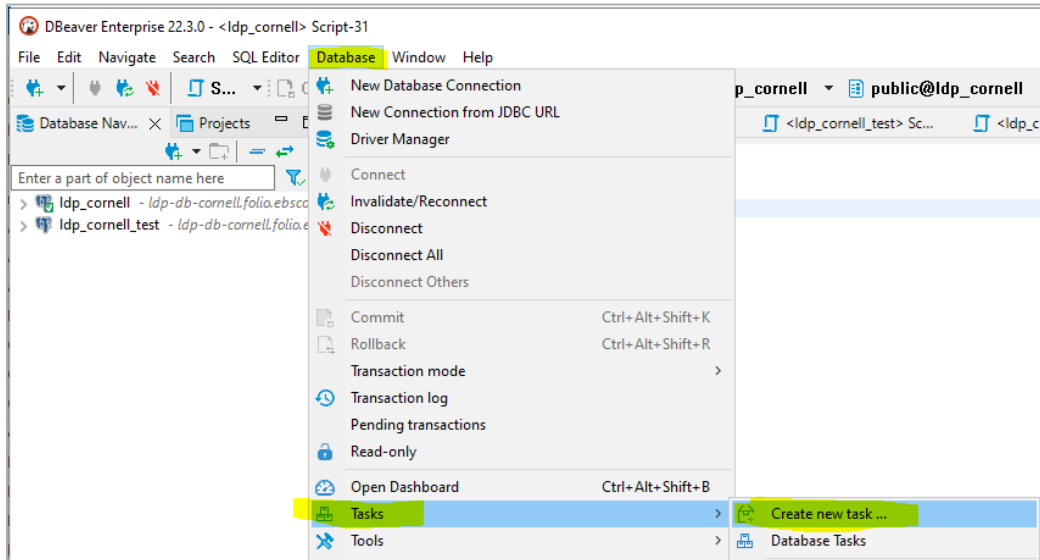 DBeaver Enterprise 22.3.0 - <ldp_cornell> Script-31
File Edit Navigate Search SQL Editor Database Window Help
S... p_cornell public@ldp_cornell
Database Nav... Projects <ldp_cornell_test> Sc... <ldp_c
Enter a part of object name here
ldp_cornell - ldp-db-cornell.folio.ebsco
ldp_cornell_test - ldp-db-cornell.folio.e
New Database Connection
New Connection from JDBC URL
Driver Manager
Connect
Invalidate/Reconnect
Disconnect
Disconnect All
Disconnect Others
Commit Ctrl+Alt+Shift+K
Rollback Ctrl+Alt+Shift+R
Transaction mode
Transaction log
Pending transactions
Read-only
Open Dashboard Ctrl+Alt+Shift+B
Tasks
Create new task ...
Tools
Database Tasks